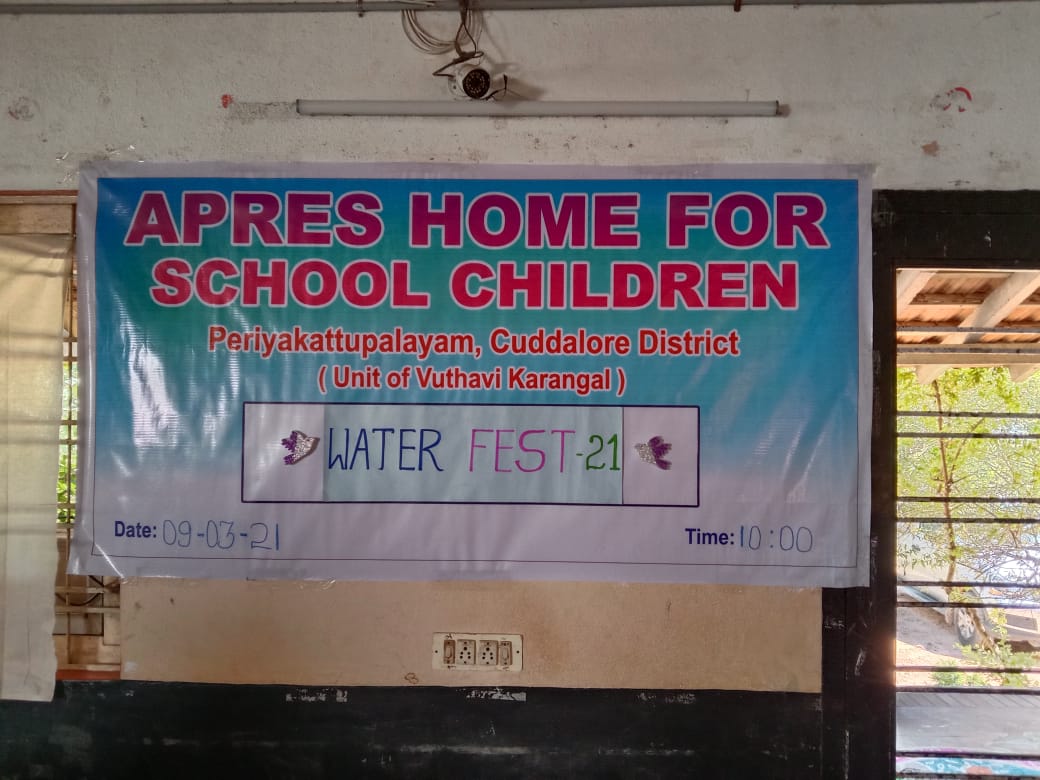 APRES HOME FOR
SCHOOL CHILDREN
Periyakattupalayam, Cuddalore District
( Unit of Vuthavi Karangal )
WATER FEST-21
Date: 09-03-21
Time: 10:00